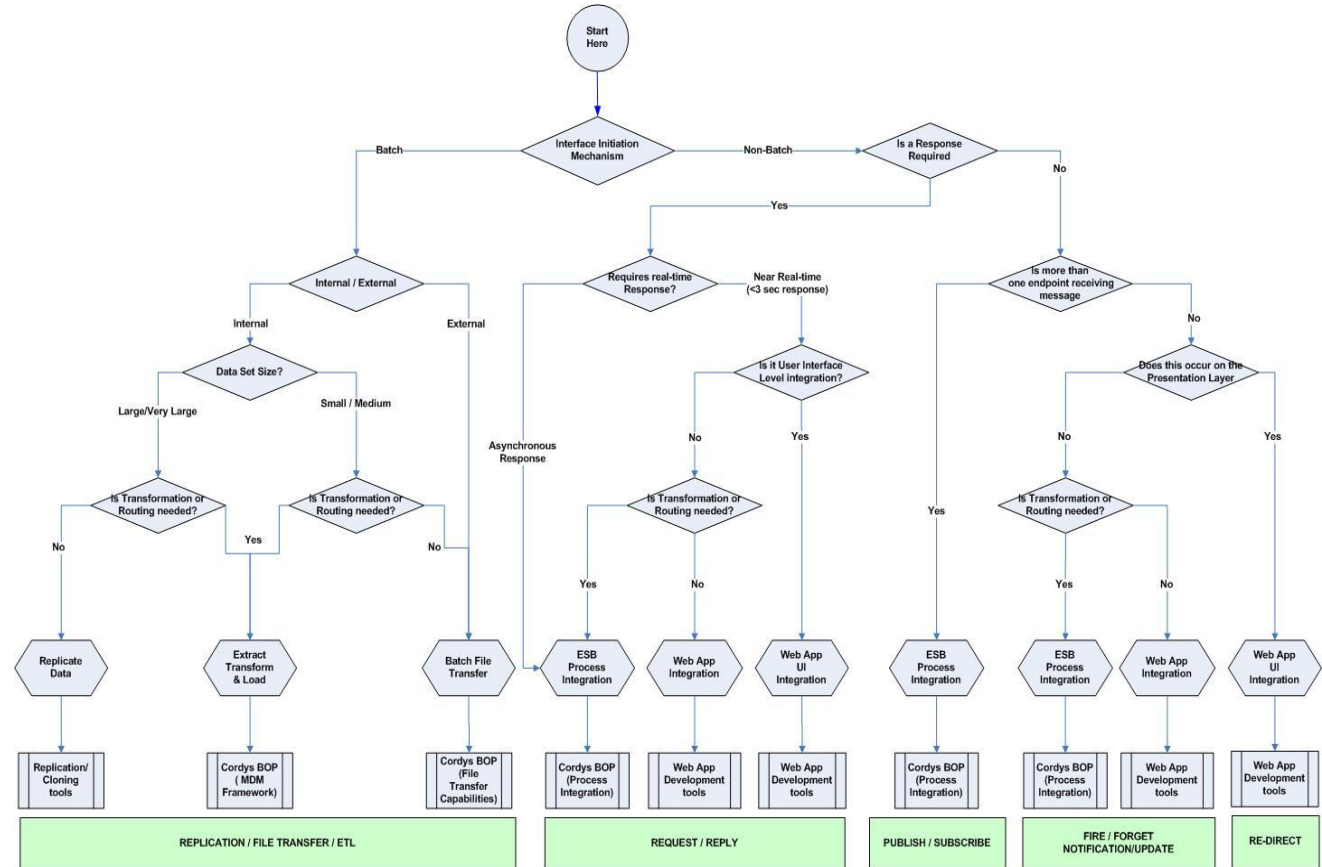 Start
Here
Interface Initiation
Mechanism
Batch
Non-Batch
Is a Response
Required
No
Yes
Internal / External
Requires real-time
Response?
Near Real-time
(<3 sec response)
Is more than
one endpoint receiving
message
Internal
External
No
Data Set Size?
Is it User Interface
Level integration?
Does this occur on the
Presentation Layer
Small / Medium
Large/Very Large
Asynchronous
Response
No
Yes
No
Yes
Is Transformation or
Routing needed?
Is Transformation or
Routing needed?
Is Transformation or
Routing needed?
Yes
Is Transformation or
Routing needed?
No
Yes
No
Yes
No
Yes
No
Replicate
Data
Extract
Transform
& Load
Batch File
Transfer
ESB
Process
Integration
Web App
Integration
Web App
UI
Integration
ESB
Process
Integration
ESB
Process
Integration
Web App
Integration
Web App
UI
Integration
Replication/
Cloning
tools
Cordys BOP
( MDM
Framework)
Cordys BOP
(File
Transfer
Capabilities)
Cordys BOP
(Process
Integration)
Web App
Development
tools
Web App
Development
tools
Cordys BOP
(Process
Integration)
Cordys BOP
(Process
Integration)
Web App
Development
tools
Web App
Development
tools
REPLICATION / FILE TRANSFER / ETL
REQUEST / REPLY
PUBLISH / SUBSCRIBE
FIRE / FORGET
NOTIFICATION/UPDATE
RE-DIRECT